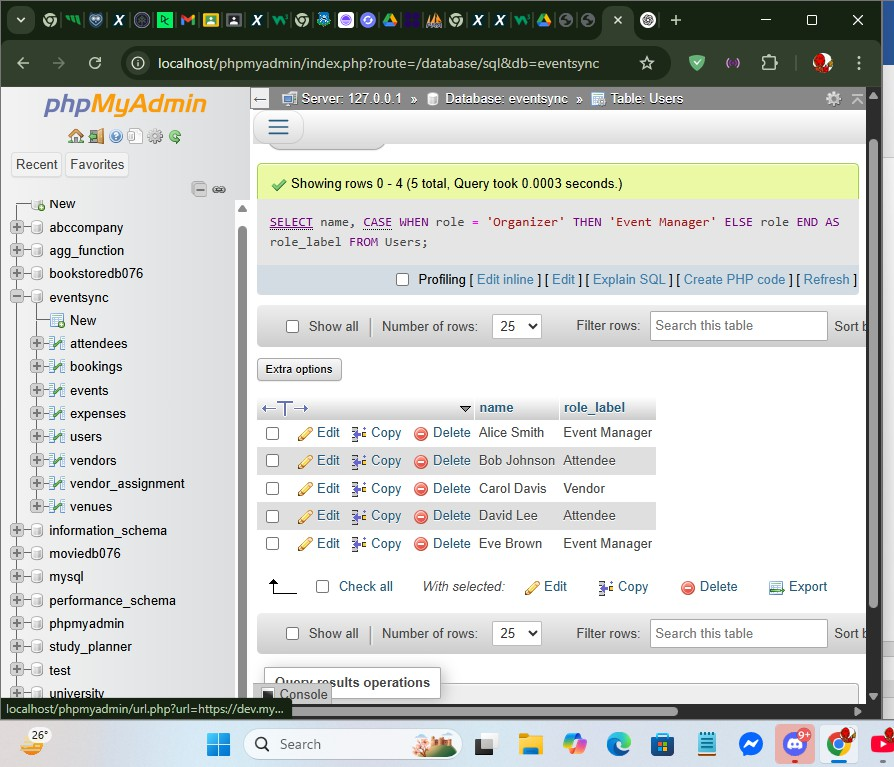 localhost/phpmyadmin/index.php?route=/database/sql&db=eventsync
phpMyAdmin
Recent
Favorites
New
abccompany
agg_function
bookstoredb076
eventsync
New
attendees
bookings
events
expenses
users
vendors
vendor_assignment
venues
information_schema
moviedb076
mysql
performance_schema
phpmyadmin
study_planner
test
university
Server: 127.0.0.1 » Database: eventsync » Table: Users
Showing rows 0 - 4 (5 total, Query took 0.0003 seconds.)
SELECT name, CASE WHEN role = 'Organizer' THEN 'Event Manager' ELSE role END AS
role_label FROM Users;
Profiling [ Edit inline ] [ Edit ] [ Explain SQL ] [ Create PHP code ] [ Refresh ]
Show all | Number of rows: 25 Filter rows: Search this table Sort b
Extra options
←T→ name role_label
Edit Copy Delete Alice Smith Event Manager
Edit Copy Delete Bob Johnson Attendee
Edit Copy Delete Carol Davis Vendor
Edit Copy Delete David Lee Attendee
Edit Copy Delete Eve Brown Event Manager
Check all With selected: Edit Copy Delete Export
Show all | Number of rows: 25 Filter rows: Search this table Sort b
Query results operations
Console
localhost/phpmyadmin/url.php?url=https://dev.my...
26°
Search
9+